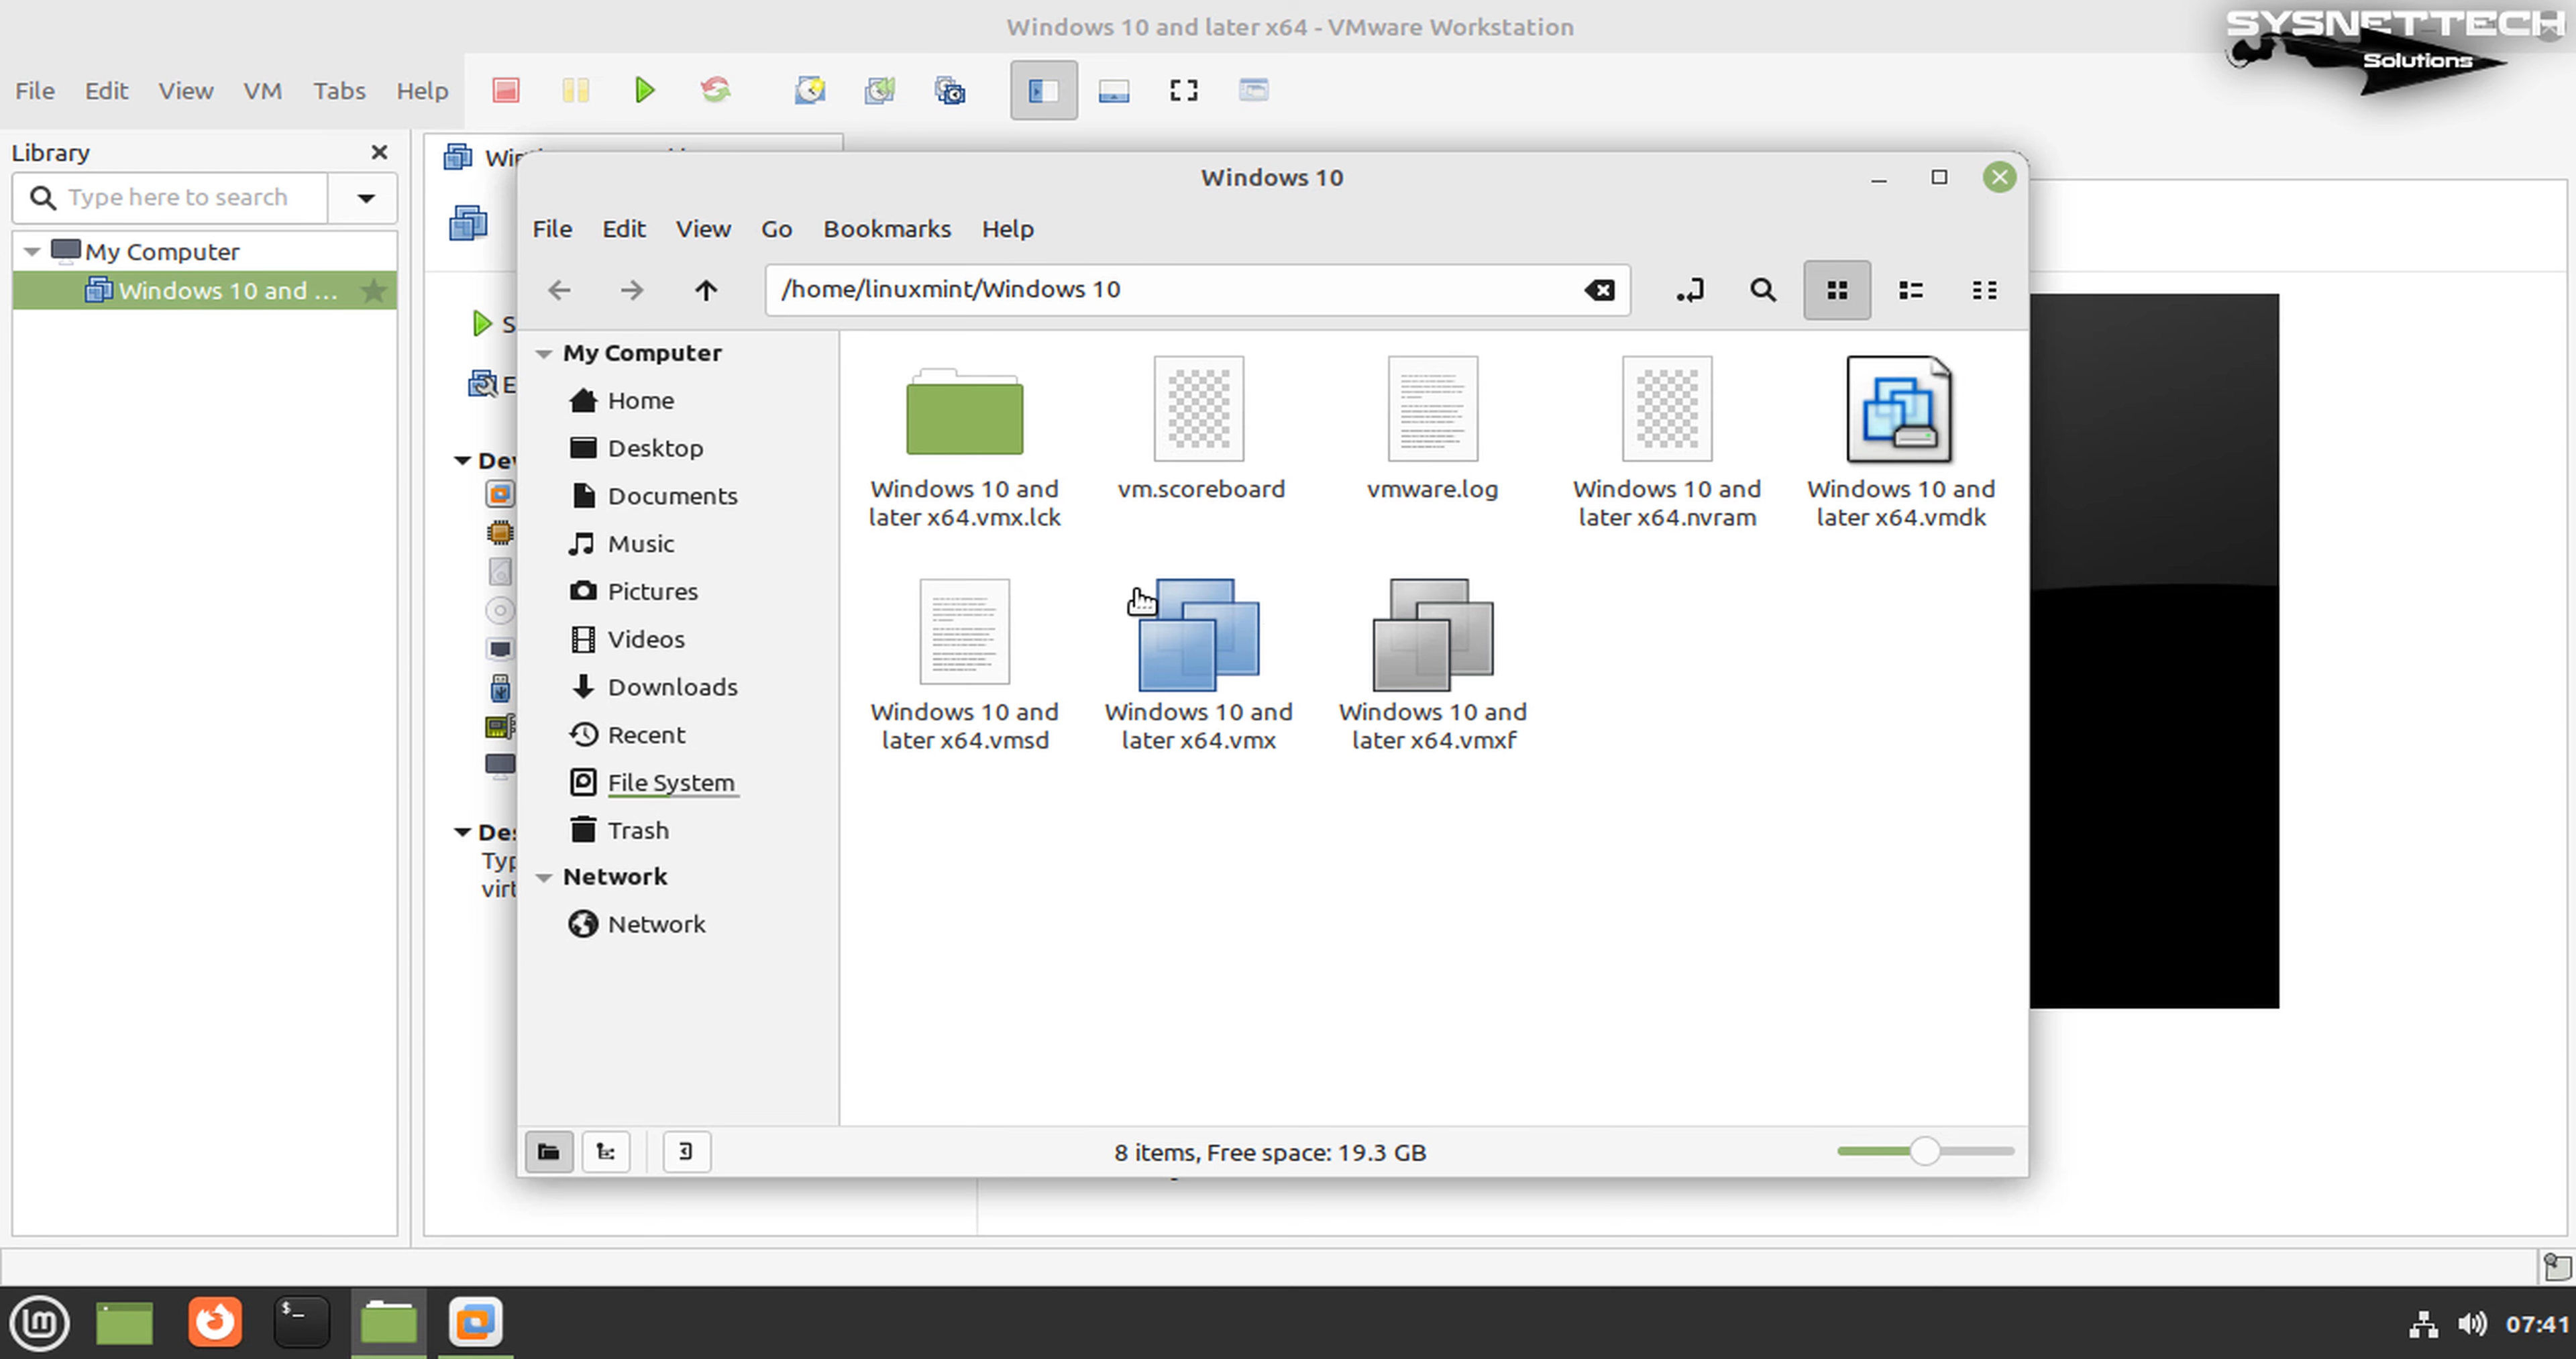 Windows 10 and later x64 - VMware Workstation
SYSNETTECH
Solutions
File Edit View VM Tabs Help
Library
Type here to search
My Computer
Windows 10 and ...
Windows 10
File Edit View Go Bookmarks Help
/home/linuxmint/Windows 10
My Computer
Home
Desktop
Documents
Music
Pictures
Videos
Downloads
Recent
File System
Trash
Network
Network
Windows 10 and
later x64.vmx.lck
vm.scoreboard
vmware.log
Windows 10 and
later x64.nvram
Windows 10 and
later x64.vmdk
Windows 10 and
later x64.vmsd
Windows 10 and
later x64.vmx
Windows 10 and
later x64.vmxf
8 items, Free space: 19.3 GB
07:41